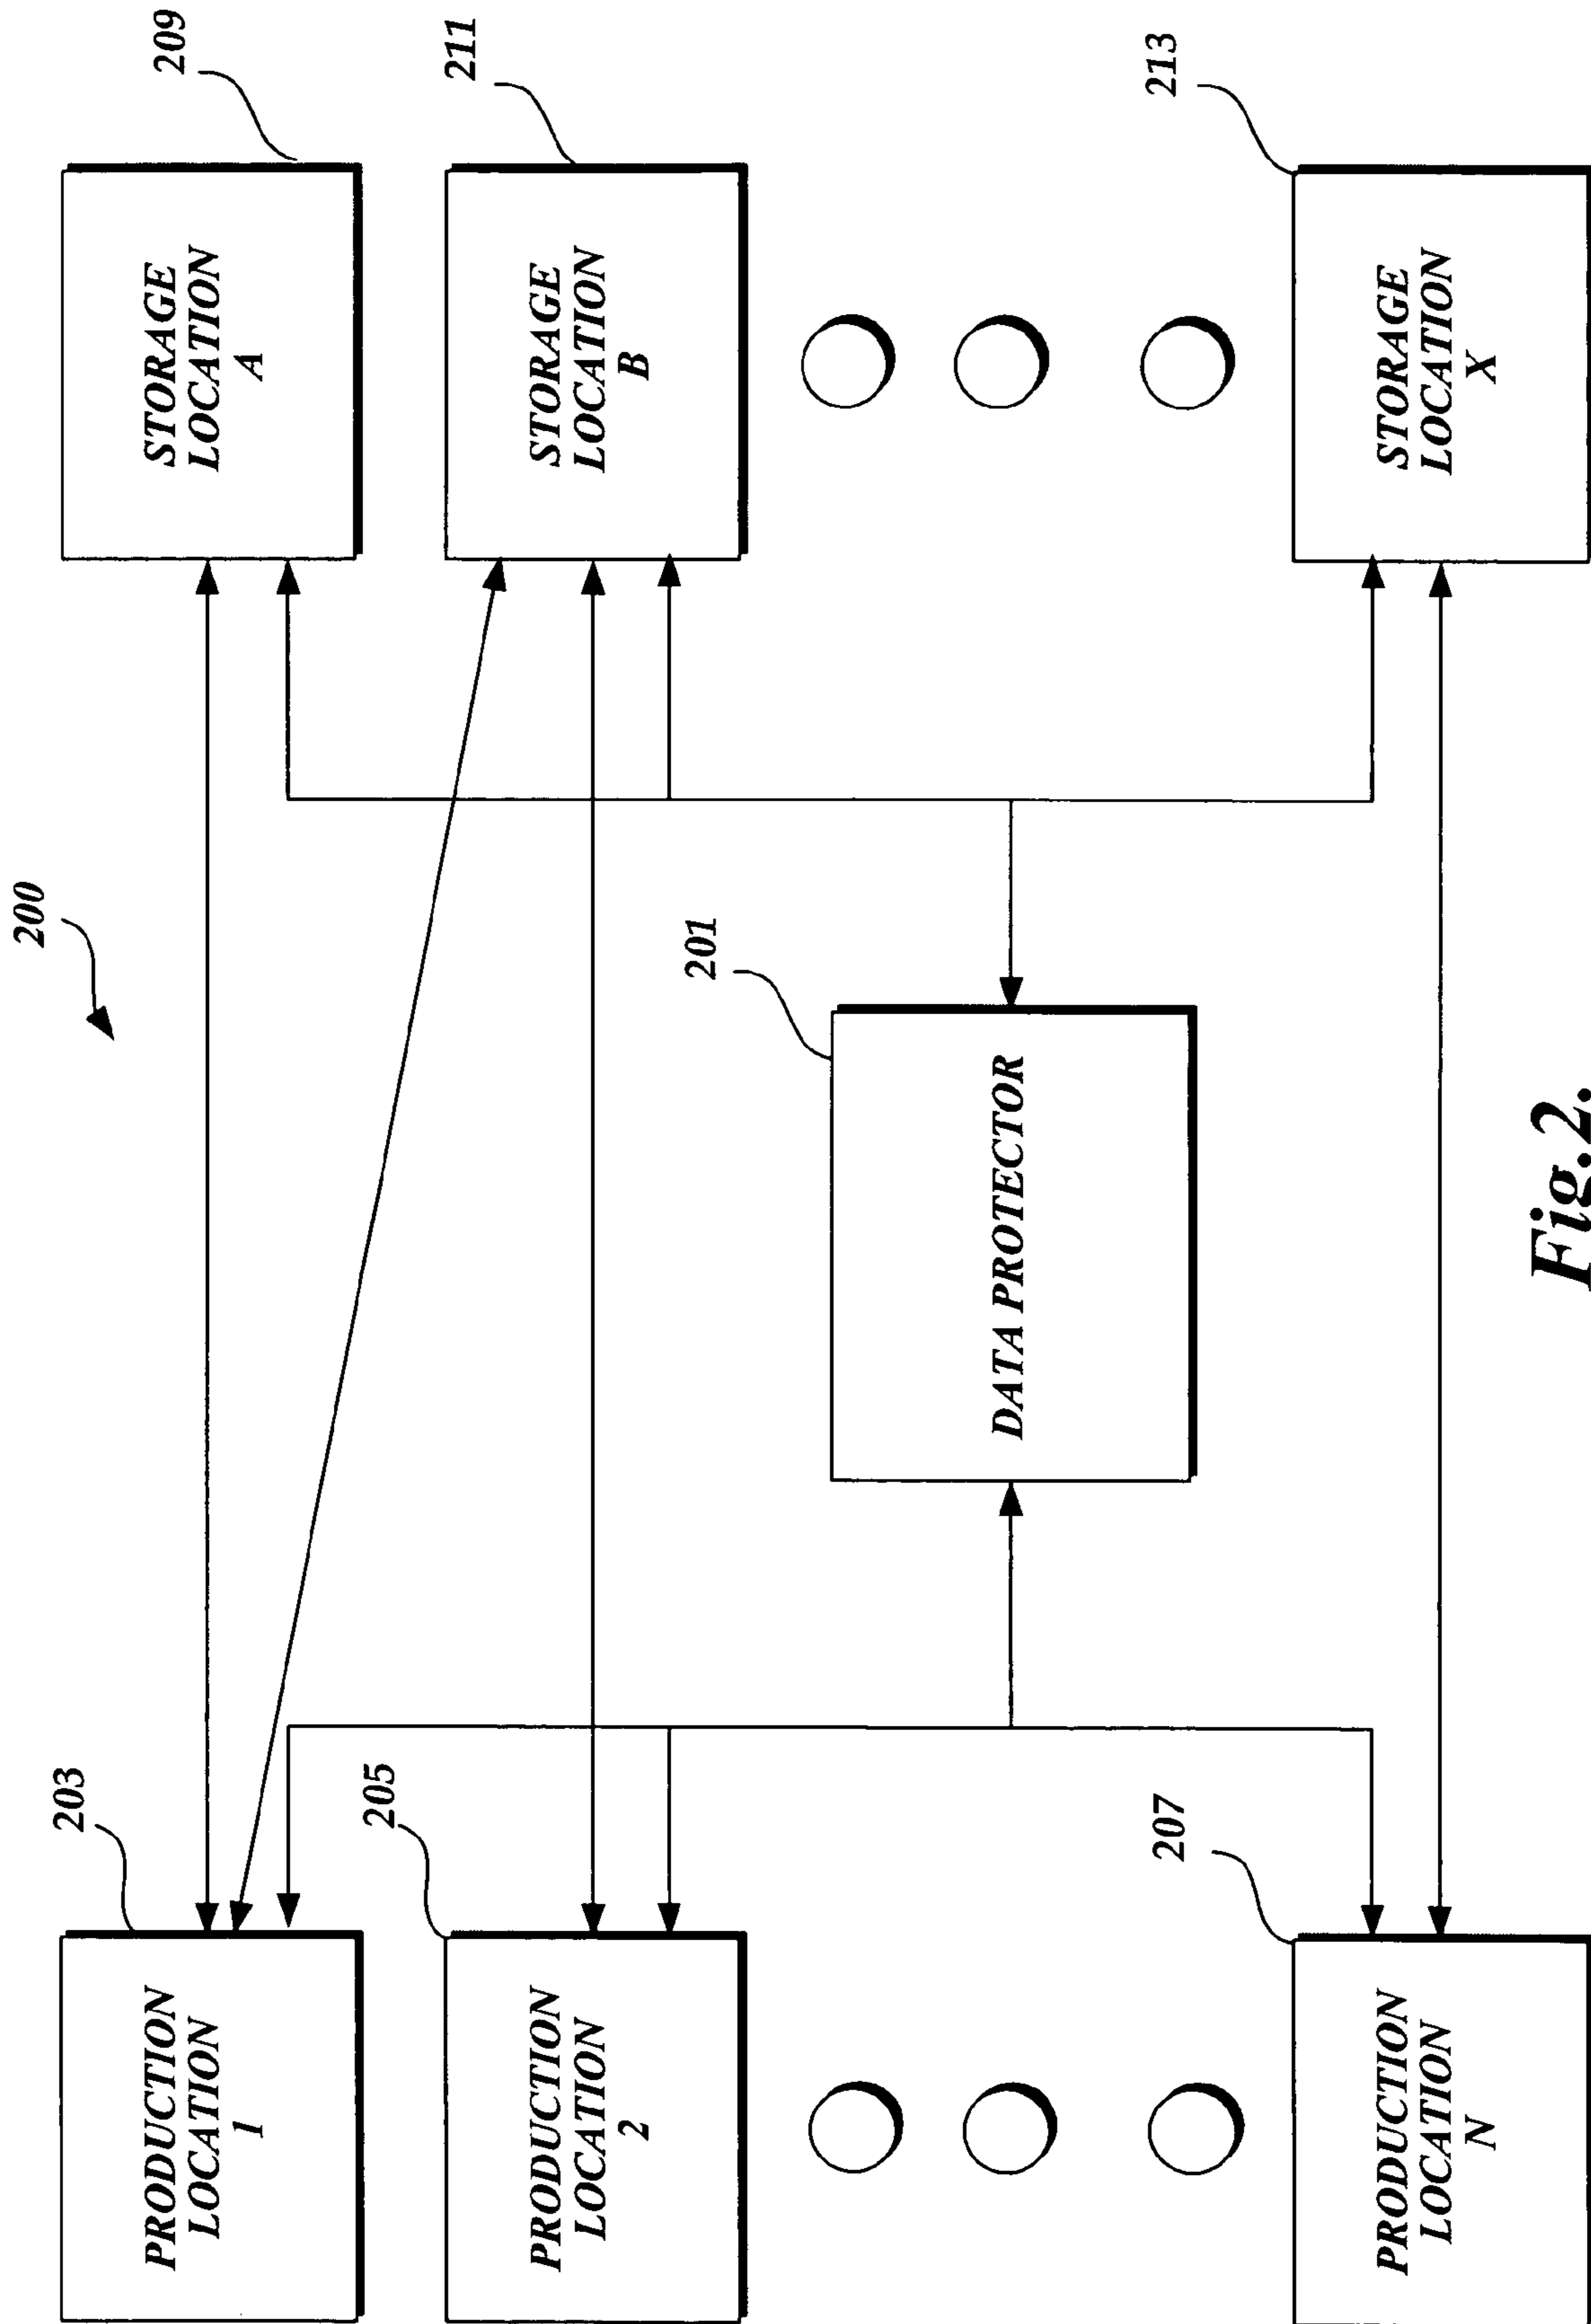 200
203
PRODUCTION
LOCATION
1
STORAGE
LOCATION
A
209
205
PRODUCTION
LOCATION
2
STORAGE
LOCATION
B
211
201
DATA PROTECTOR
207
PRODUCTION
LOCATION
N
STORAGE
LOCATION
X
213
Fig.2.